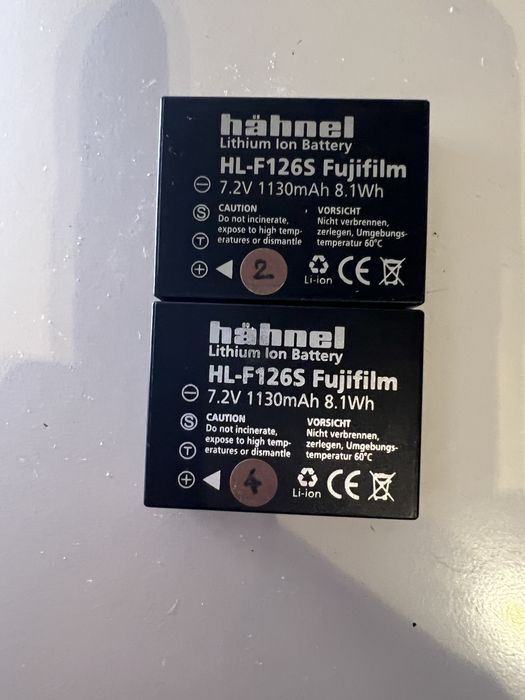 hähnel
Lithium Ion Battery
HL-F126S Fujifilm
7.2V 1130mAh 8.1Wh
CAUTION
Do not incinerate,
expose to high temp-
eratures or dismantle
VORSICHT
Nicht verbrennen,
zerlegen, Umgebungs-
temperatur 60°C
S
T
2
Li-ion
CE
hähnel
Lithium Ion Battery
HL-F126S Fujifilm
7.2V 1130mAh 8.1Wh
CAUTION
Do not incinerate,
expose to high temp-
eratures or dismantle
VORSICHT
Nicht verbrennen,
zerlegen, Umgebungs-
temperatur 60°C
S
T
4
Li-ion
CE